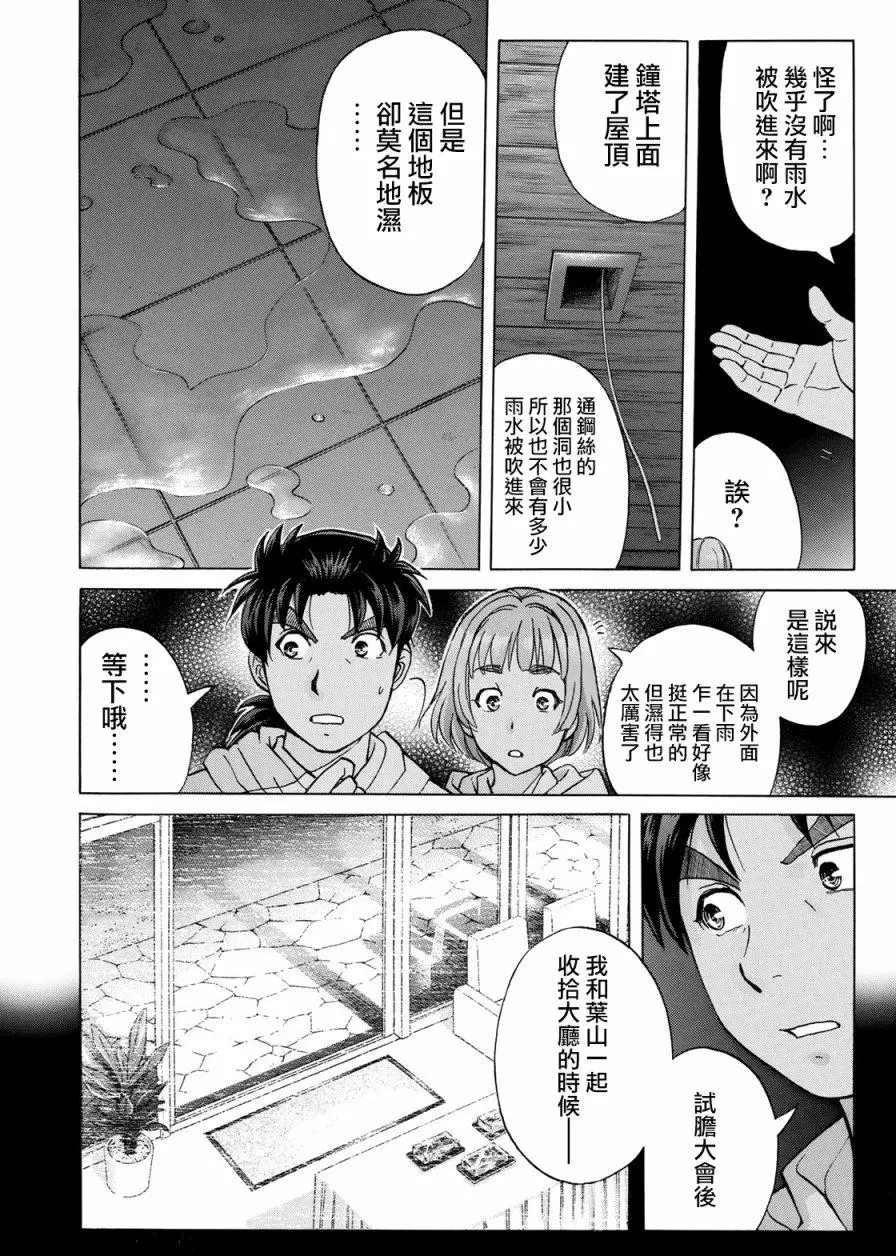 怪了啊…
幾乎沒有雨水
被吹進來啊？
誒？
鐘塔上面
建了屋頂
通鋼絲的
那個洞也很小
所以也不會有多少
雨水被吹進來
但是
這個地板
卻莫名地濕
……
說來
是這樣呢
因為外面
在下雨
乍一看好像
挺正常的
但濕得也
太厲害了
……
等下哦……
試膽大會後
我和葉山一起
收拾大廳的時候——